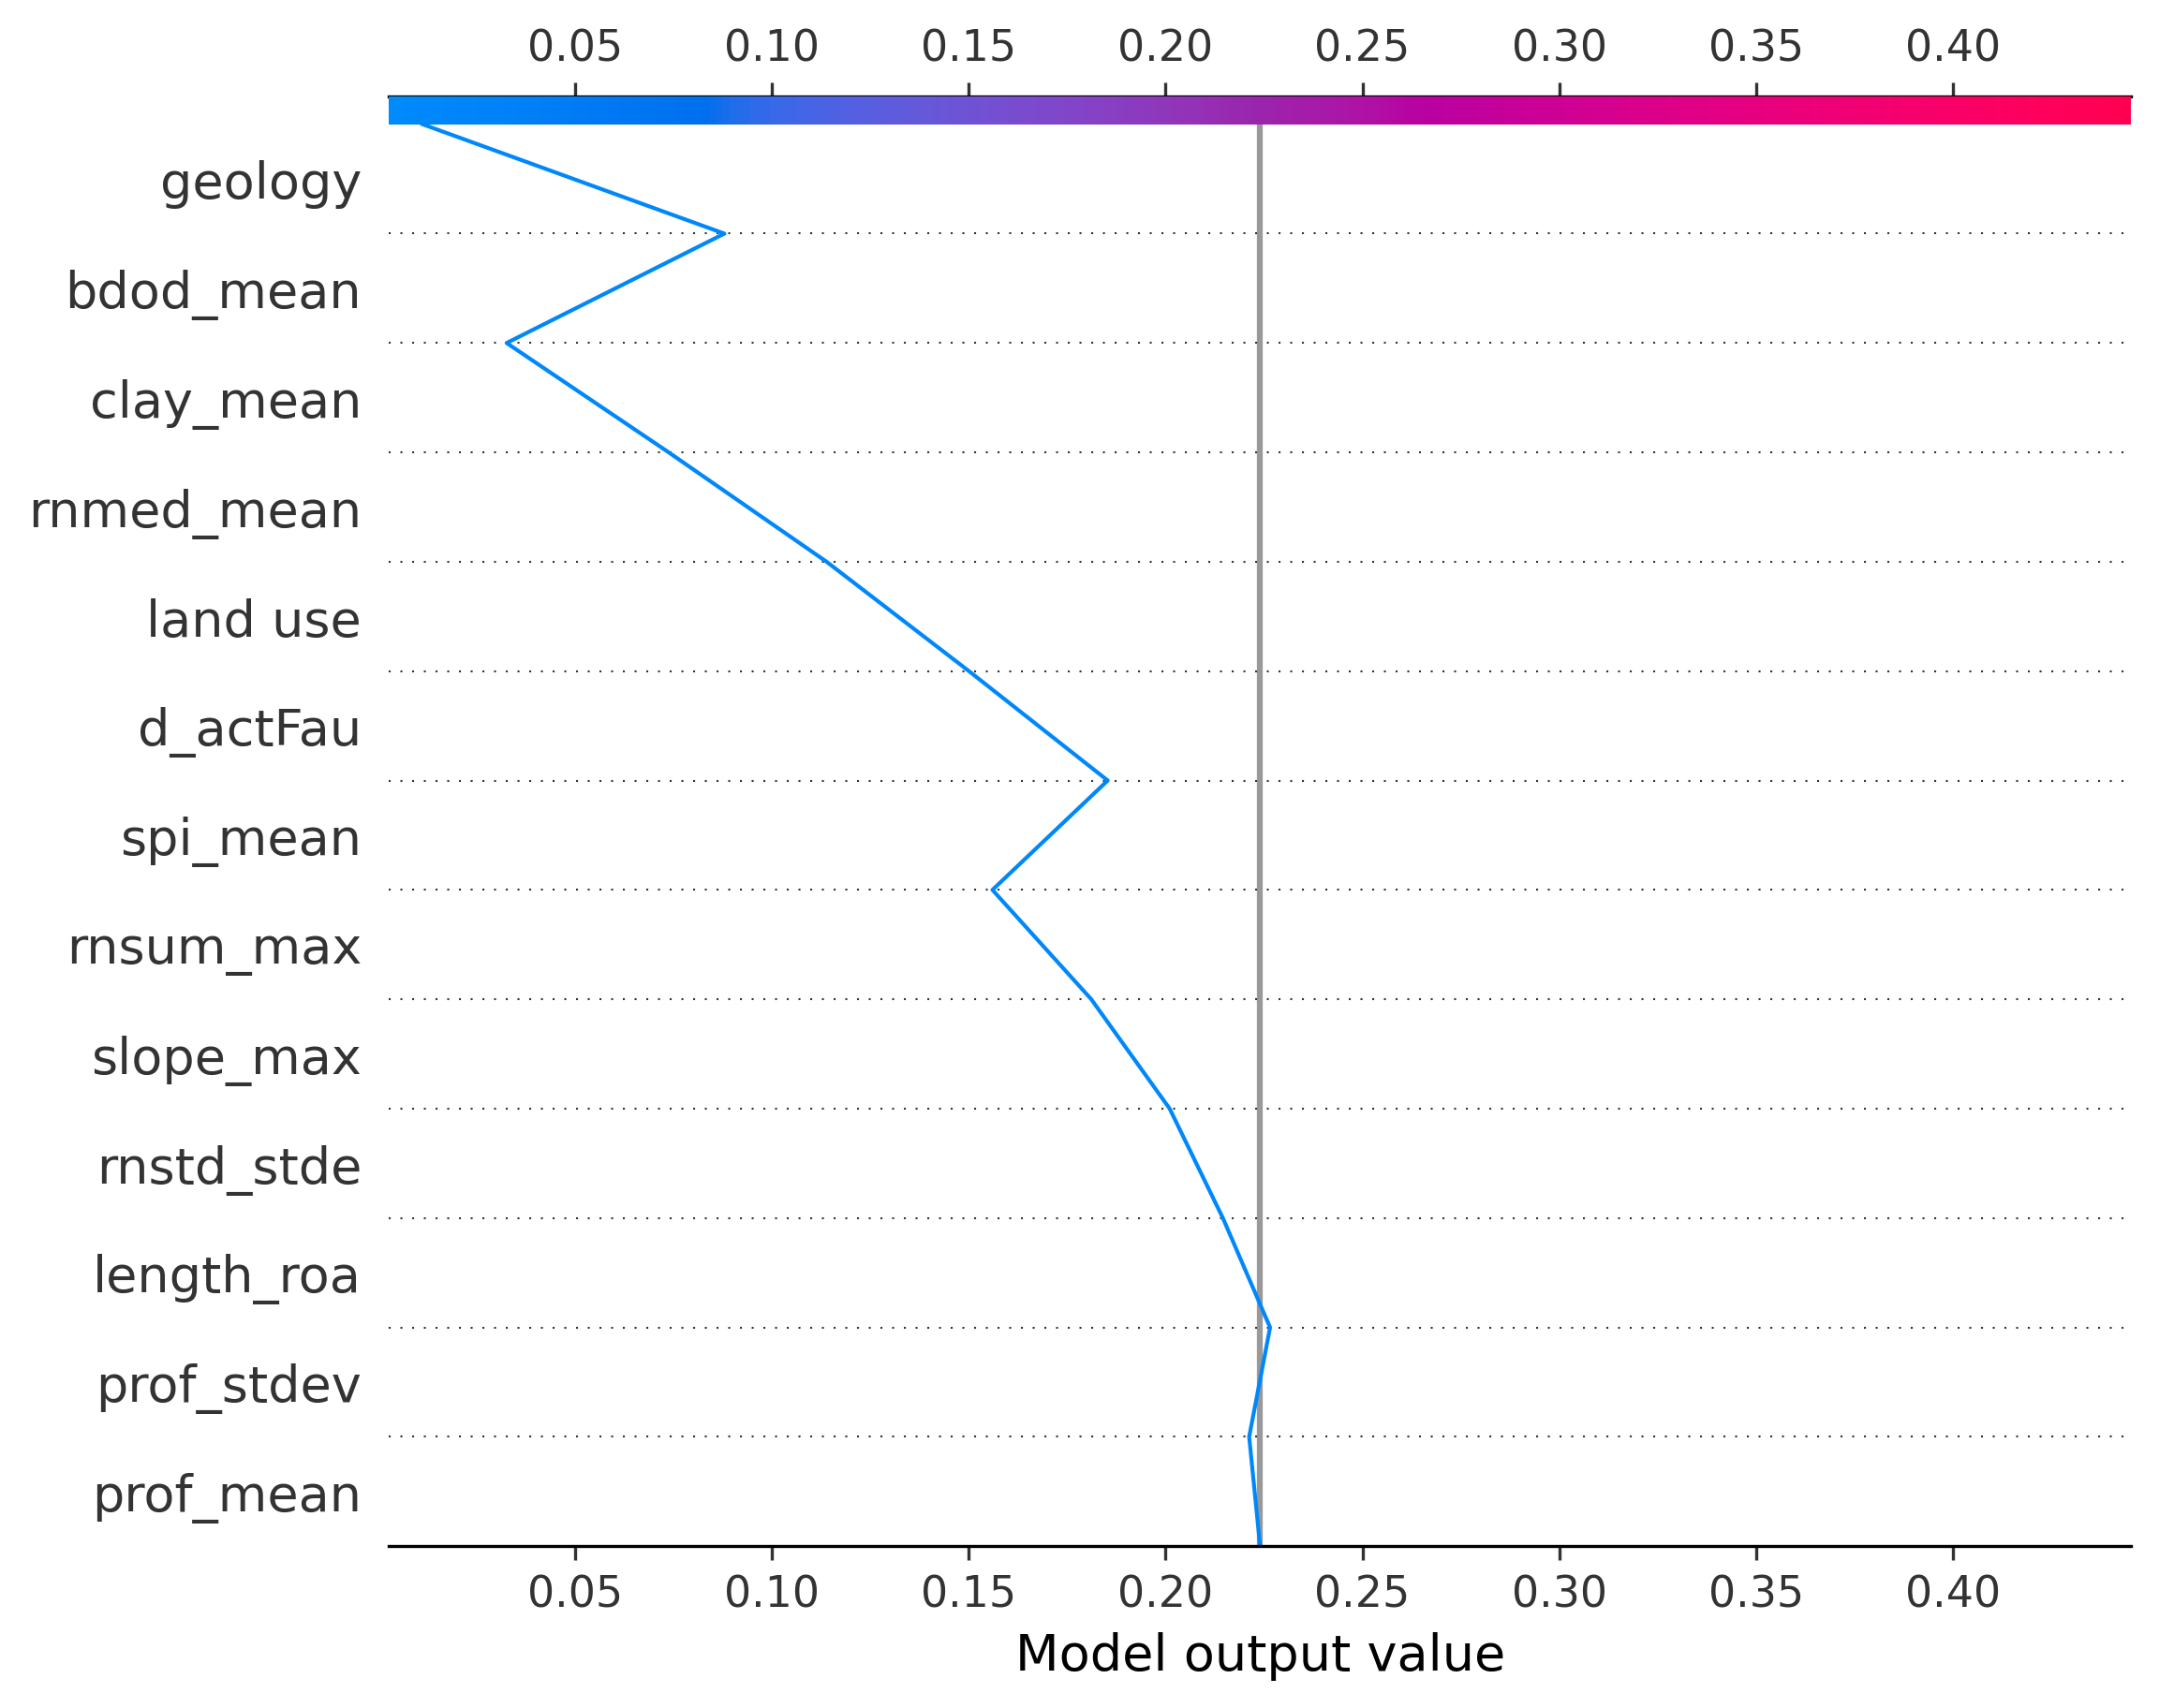 0.05 0.10 0.15 0.20 0.25 0.30 0.35 0.40
geology
bdod_mean
clay_mean
rnmed_mean
land use
d_actFau
spi_mean
rnsum_max
slope_max
rnstd_stde
length_roa
prof_stdev
prof_mean
0.05 0.10 0.15 0.20 0.25 0.30 0.35 0.40
Model output value